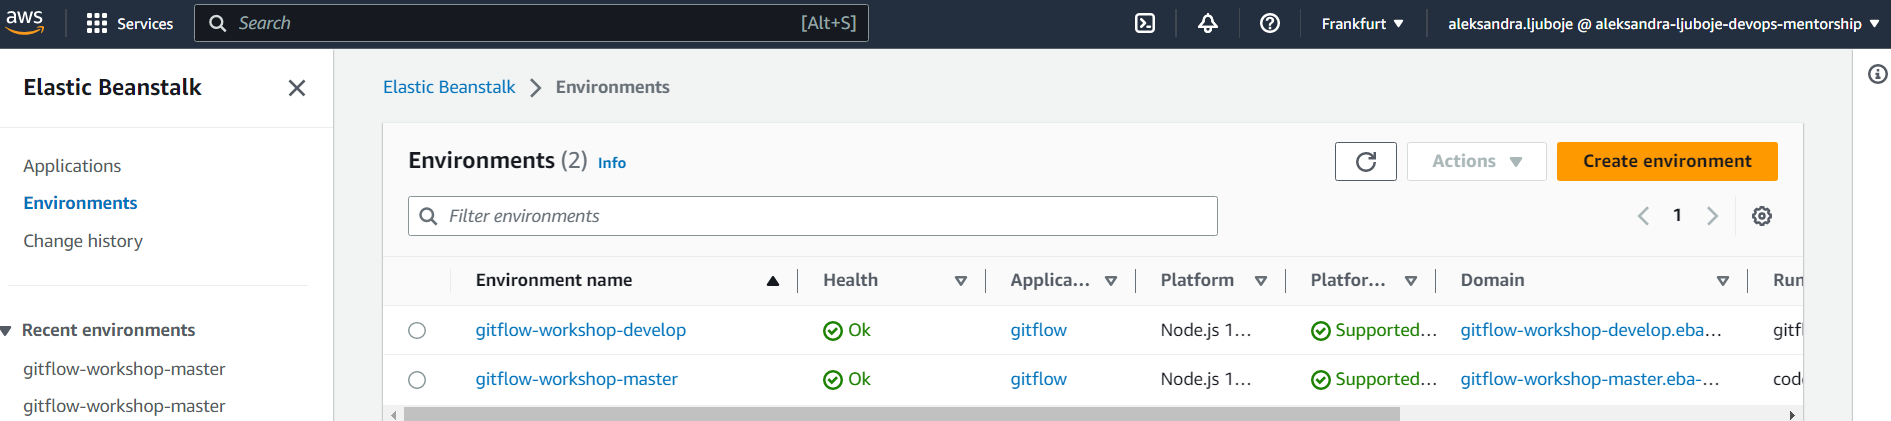 aws Services Search [Alt+S] Frankfurt aleksandra.ljuboje @ aleksandra-ljuboje-devops-mentorship
Elastic Beanstalk
Applications
Environments
Change history
Recent environments
gitflow-workshop-master
gitflow-workshop-master
Elastic Beanstalk > Environments
Environments (2) Info
Actions
Create environment
Filter environments
1
Environment name Health Applica... Platform Platfor... Domain Run
gitflow-workshop-develop Ok gitflow Node.js 1... Supported... gitflow-workshop-develop.eba... gitf
gitflow-workshop-master Ok gitflow Node.js 1... Supported... gitflow-workshop-master.eba-... cod